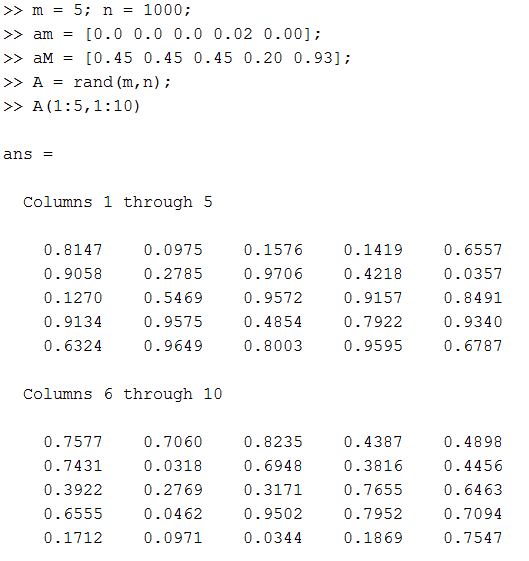 >> m = 5; n = 1000;
>> am = [0.0 0.0 0.0 0.02 0.00];
>> aM = [0.45 0.45 0.45 0.20 0.93];
>> A = rand(m,n);
>> A(1:5,1:10)
ans =
Columns 1 through 5
0.8147 0.0975 0.1576 0.1419 0.6557
0.9058 0.2785 0.9706 0.4218 0.0357
0.1270 0.5469 0.9572 0.9157 0.8491
0.9134 0.9575 0.4854 0.7922 0.9340
0.6324 0.9649 0.8003 0.9595 0.6787
Columns 6 through 10
0.7577 0.7060 0.8235 0.4387 0.4898
0.7431 0.0318 0.6948 0.3816 0.4456
0.3922 0.2769 0.3171 0.7655 0.6463
0.6555 0.0462 0.9502 0.7952 0.7094
0.1712 0.0971 0.0344 0.1869 0.7547